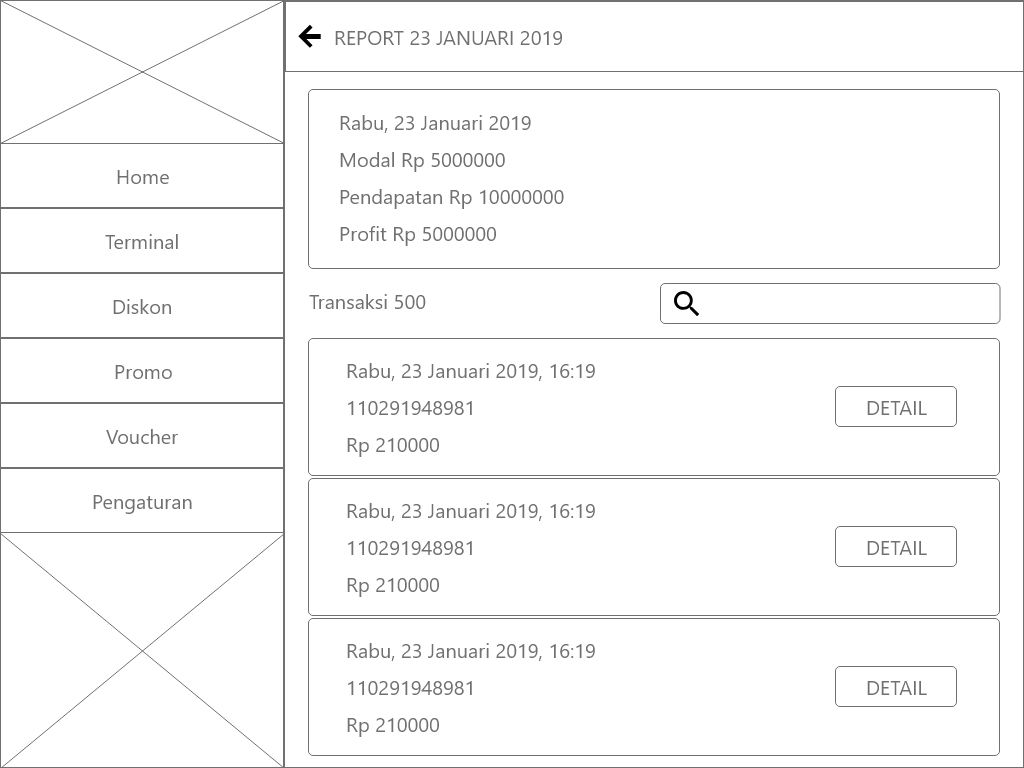 REPORT 23 JANUARI 2019
Home
Terminal
Diskon
Promo
Voucher
Pengaturan
Rabu, 23 Januari 2019
Modal Rp 5000000
Pendapatan Rp 10000000
Profit Rp 5000000
Transaksi 500
Rabu, 23 Januari 2019, 16:19
110291948981
Rp 210000
DETAIL
Rabu, 23 Januari 2019, 16:19
110291948981
Rp 210000
DETAIL
Rabu, 23 Januari 2019, 16:19
110291948981
Rp 210000
DETAIL